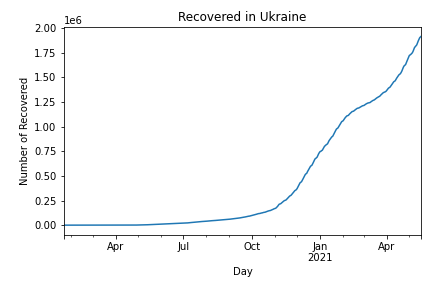 Recovered in Ukraine
1e6
2.00
1.75
1.50
1.25
1.00
0.75
0.50
0.25
0.00
Number of Recovered
Apr Jul Oct Jan Apr
2021
Day